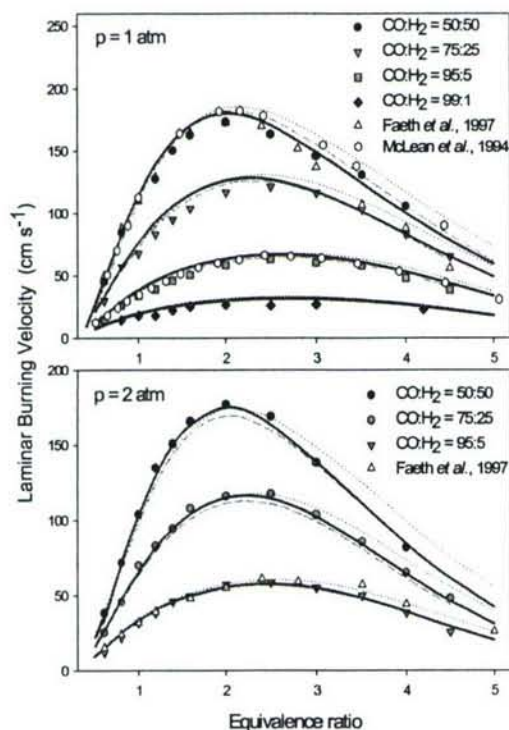 p = 1 atm
CO:H₂ = 50:50
CO:H₂ = 75:25
CO:H₂ = 95:5
CO:H₂ = 99:1
Faeth et al., 1997
McLean et al., 1994
250
200
150
100
50
0
1 2 3 4 5
Laminar Burning Velocity (cm s⁻¹)
p = 2 atm
CO:H₂ = 50:50
CO:H₂ = 75:25
CO:H₂ = 95:5
Faeth et al., 1997
200
150
100
50
0
1 2 3 4 5
Equivalence ratio